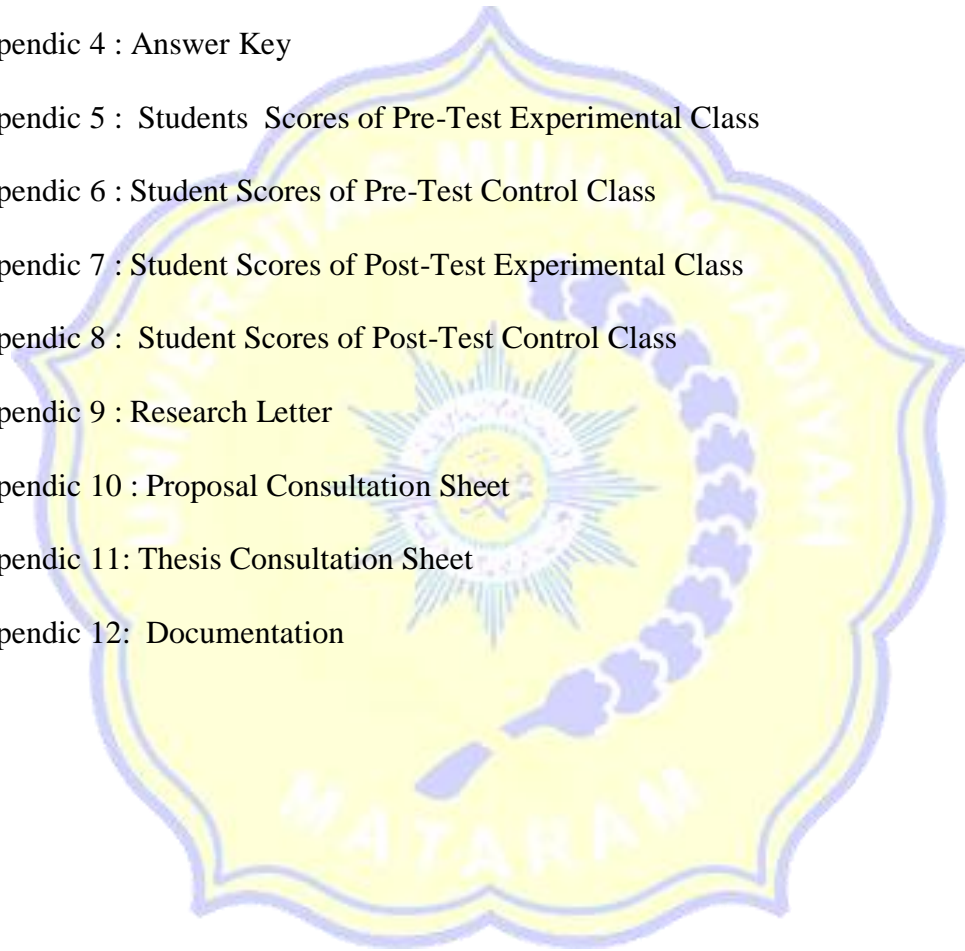 pendic 4 : Answer Key
pendic 5 : Students Scores of Pre-Test Experimental Class
pendic 6 : Student Scores of Pre-Test Control Class
pendic 7 : Student Scores of Post-Test Experimental Class
pendic 8 : Student Scores of Post-Test Control Class
pendic 9 : Research Letter
pendic 10 : Proposal Consultation Sheet
pendic 11: Thesis Consultation Sheet
pendic 12: Documentation
UNIVERSITAS MUHAMMADIYAH
MATARAM